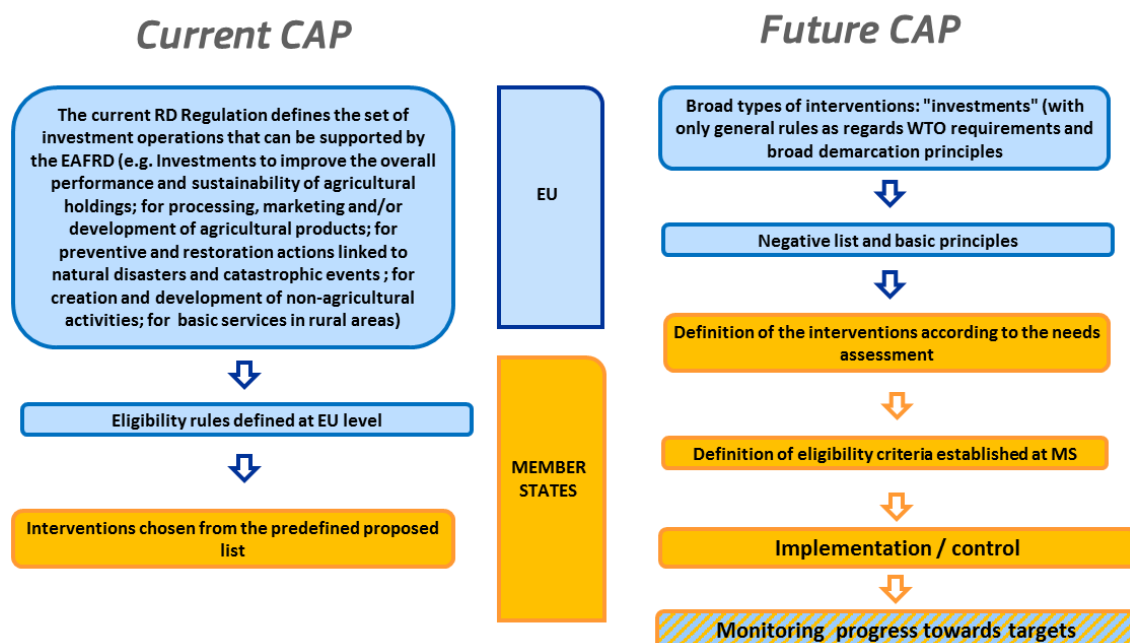 Current CAP
The current RD Regulation defines the set of
investment operations that can be supported by
the EAFRD (e.g. Investments to improve the overall
performance and sustainability of agricultural
holdings; for processing, marketing and/or
development of agricultural products; for
preventive and restoration actions linked to
natural disasters and catastrophic events ; for
creation and development of non-agricultural
activities; for basic services in rural areas)
Eligibility rules defined at EU level
Interventions chosen from the predefined proposed
list
EU
MEMBER
STATES
Future CAP
Broad types of interventions: "investments" (with
only general rules as regards WTO requirements and
broad demarcation principles
Negative list and basic principles
Definition of the interventions according to the needs
assessment
Definition of eligibility criteria established at MS
Implementation / control
Monitoring progress towards targets